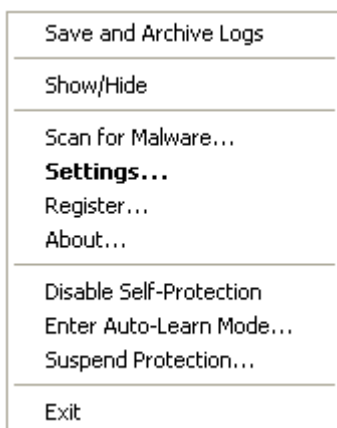 Save and Archive Logs
Show/Hide
Scan for Malware...
Settings...
Register...
About...
Disable Self-Protection
Enter Auto-Learn Mode...
Suspend Protection...
Exit